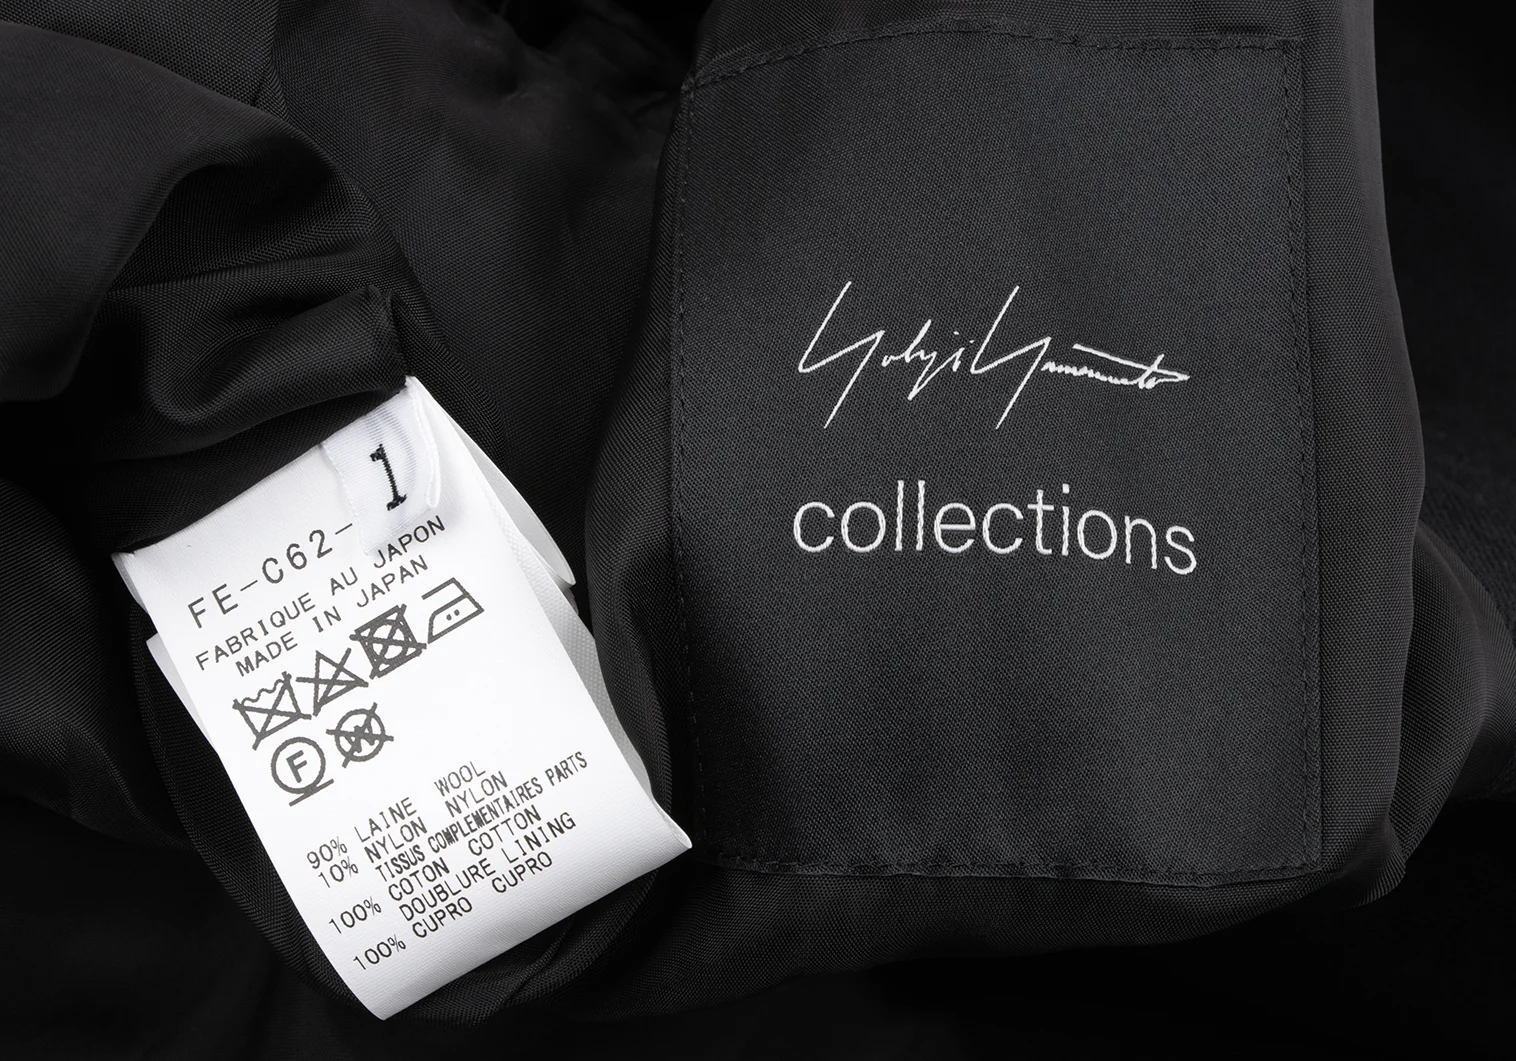 1
FE-C62-
FABRIQUE AU JAPON
MADE IN JAPAN
F
W
90% LAINE WOOL
10% NYLON NYLON
TISSUS COMPLEMENTAIRES PARTS
100% COTON COTTON
DOUBLURE LINING
100% CUPRO CUPRO
Yohji Yamamoto
collections